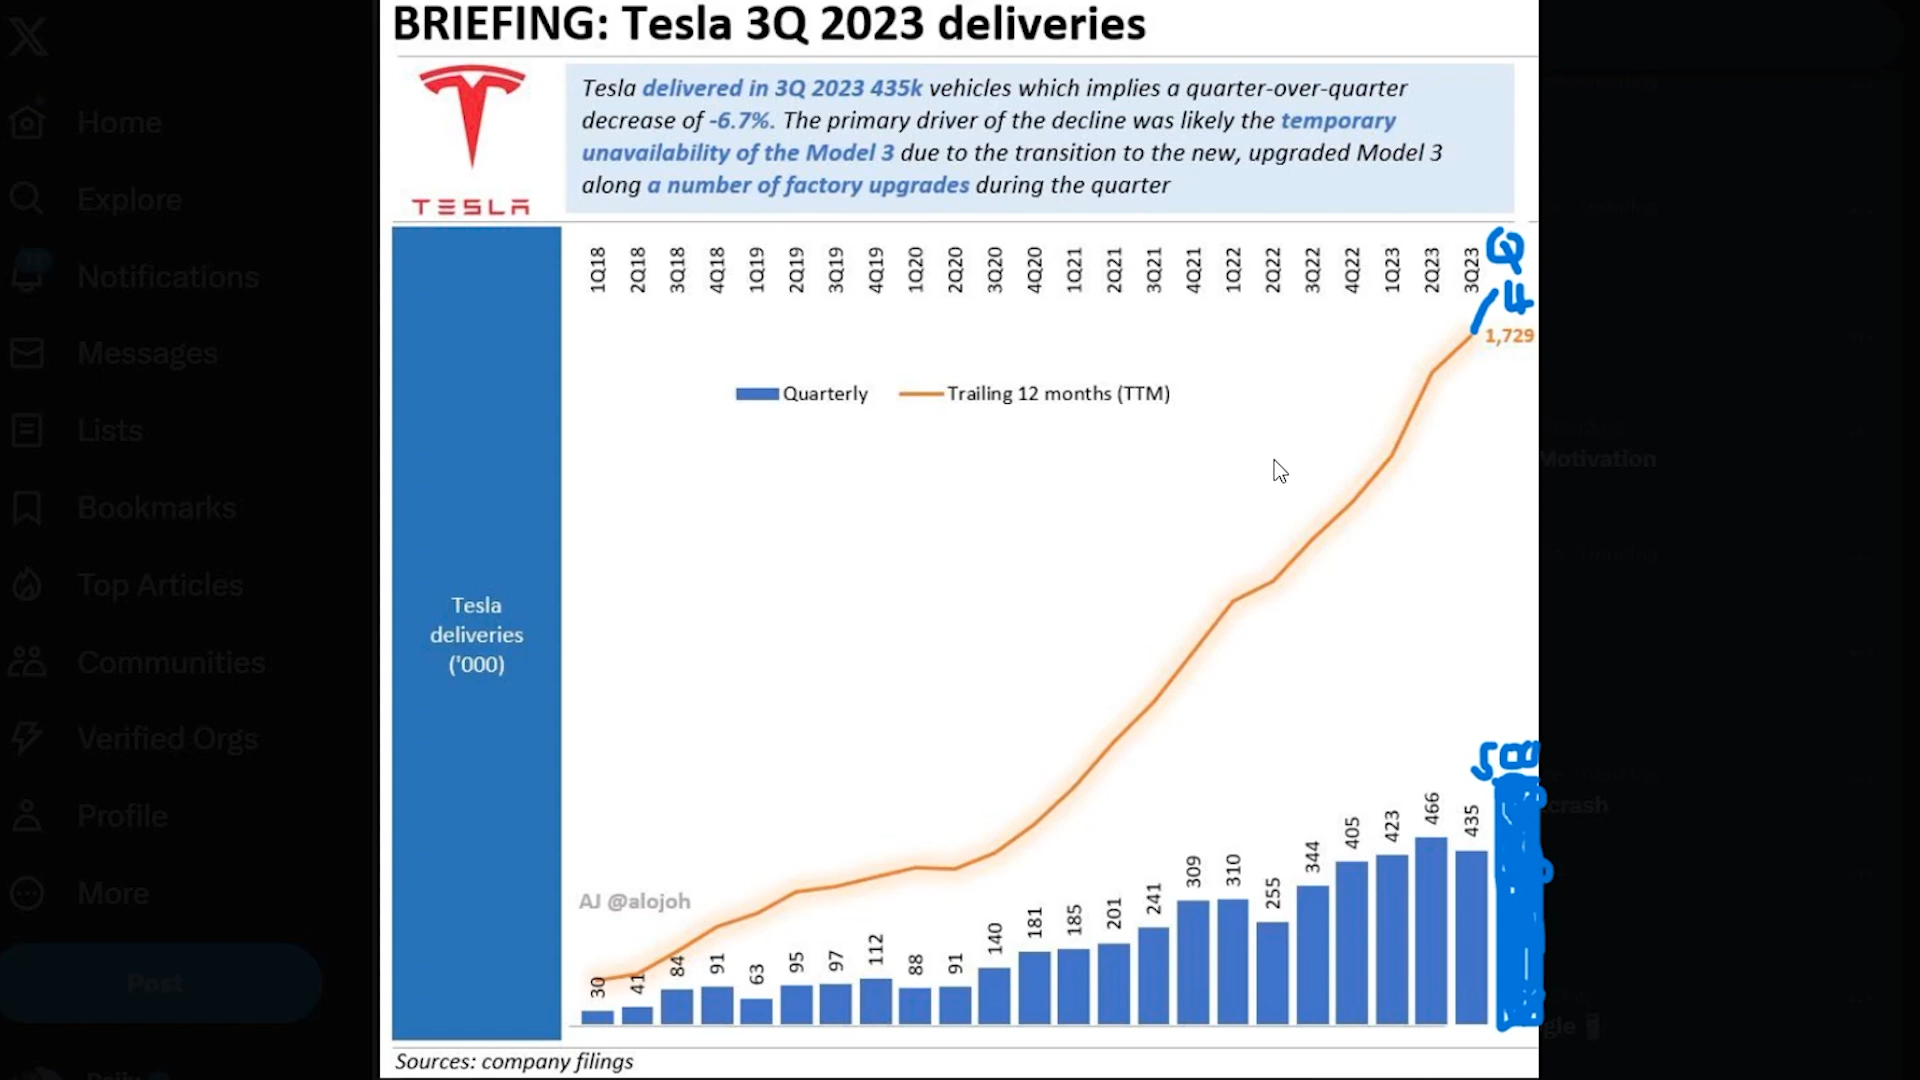 BRIEFING: Tesla 3Q 2023 deliveries
TESLA
Tesla delivered in 3Q 2023 435k vehicles which implies a quarter-over-quarter
decrease of -6.7%. The primary driver of the decline was likely the temporary
unavailability of the Model 3 due to the transition to the new, upgraded Model 3
along a number of factory upgrades during the quarter
Home
Explore
Notifications
Messages
Lists
Bookmarks
Top Articles
Communities
Verified Orgs
Profile
More
Post
Tesla
deliveries
('000)
1Q18 2Q18 3Q18 4Q18 1Q19 2Q19 3Q19 4Q19 1Q20 2Q20 3Q20 4Q20 1Q21 2Q21 3Q21 4Q21 1Q22 2Q22 3Q22 4Q22 1Q23 2Q23 3Q23
Q4
1,729
Quarterly
Trailing 12 months (TTM)
AJ @alojoh
30 41 84 91 63 95 97 112 88 91 140 181 185 201 241 309 310 255 344 405 423 466 435
Sources: company filings
Motivation
crash